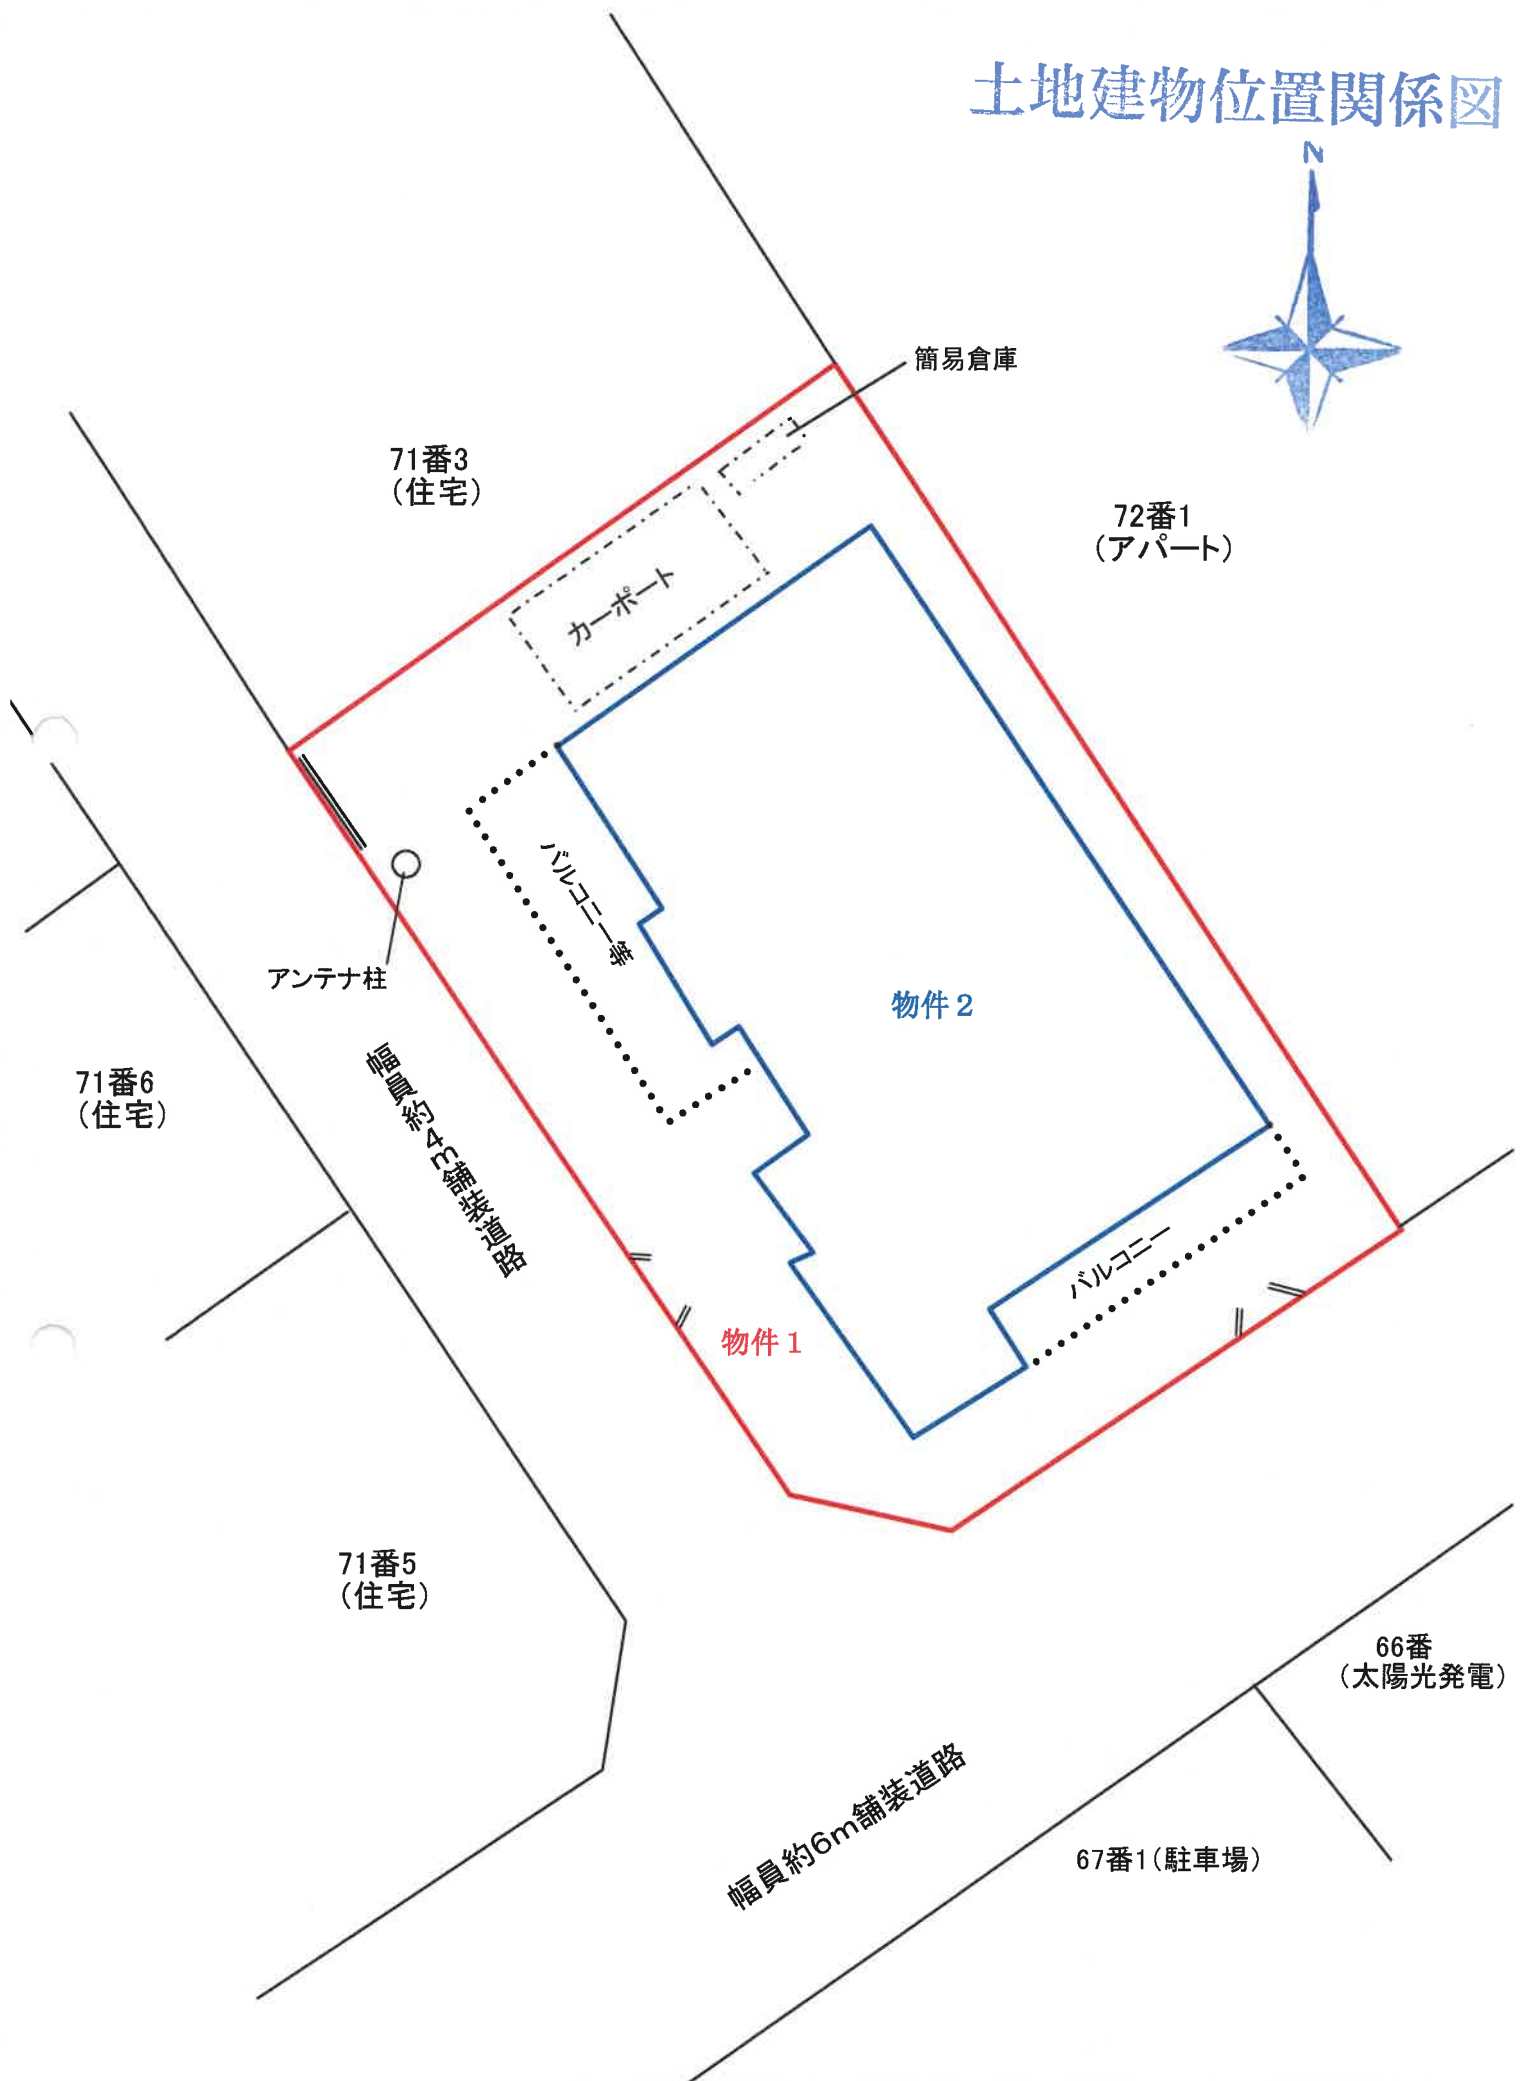 土地建物位置関係図
N
簡易倉庫
71番3
（住宅）
72番1
（アパート）
カーポート
バルコニー等
アンテナ柱
物件２
71番6
（住宅）
幅員約4m舗装道路
バルコニー
物件１
71番5
（住宅）
66番
（太陽光発電）
幅員約6m舗装道路
67番1（駐車場）